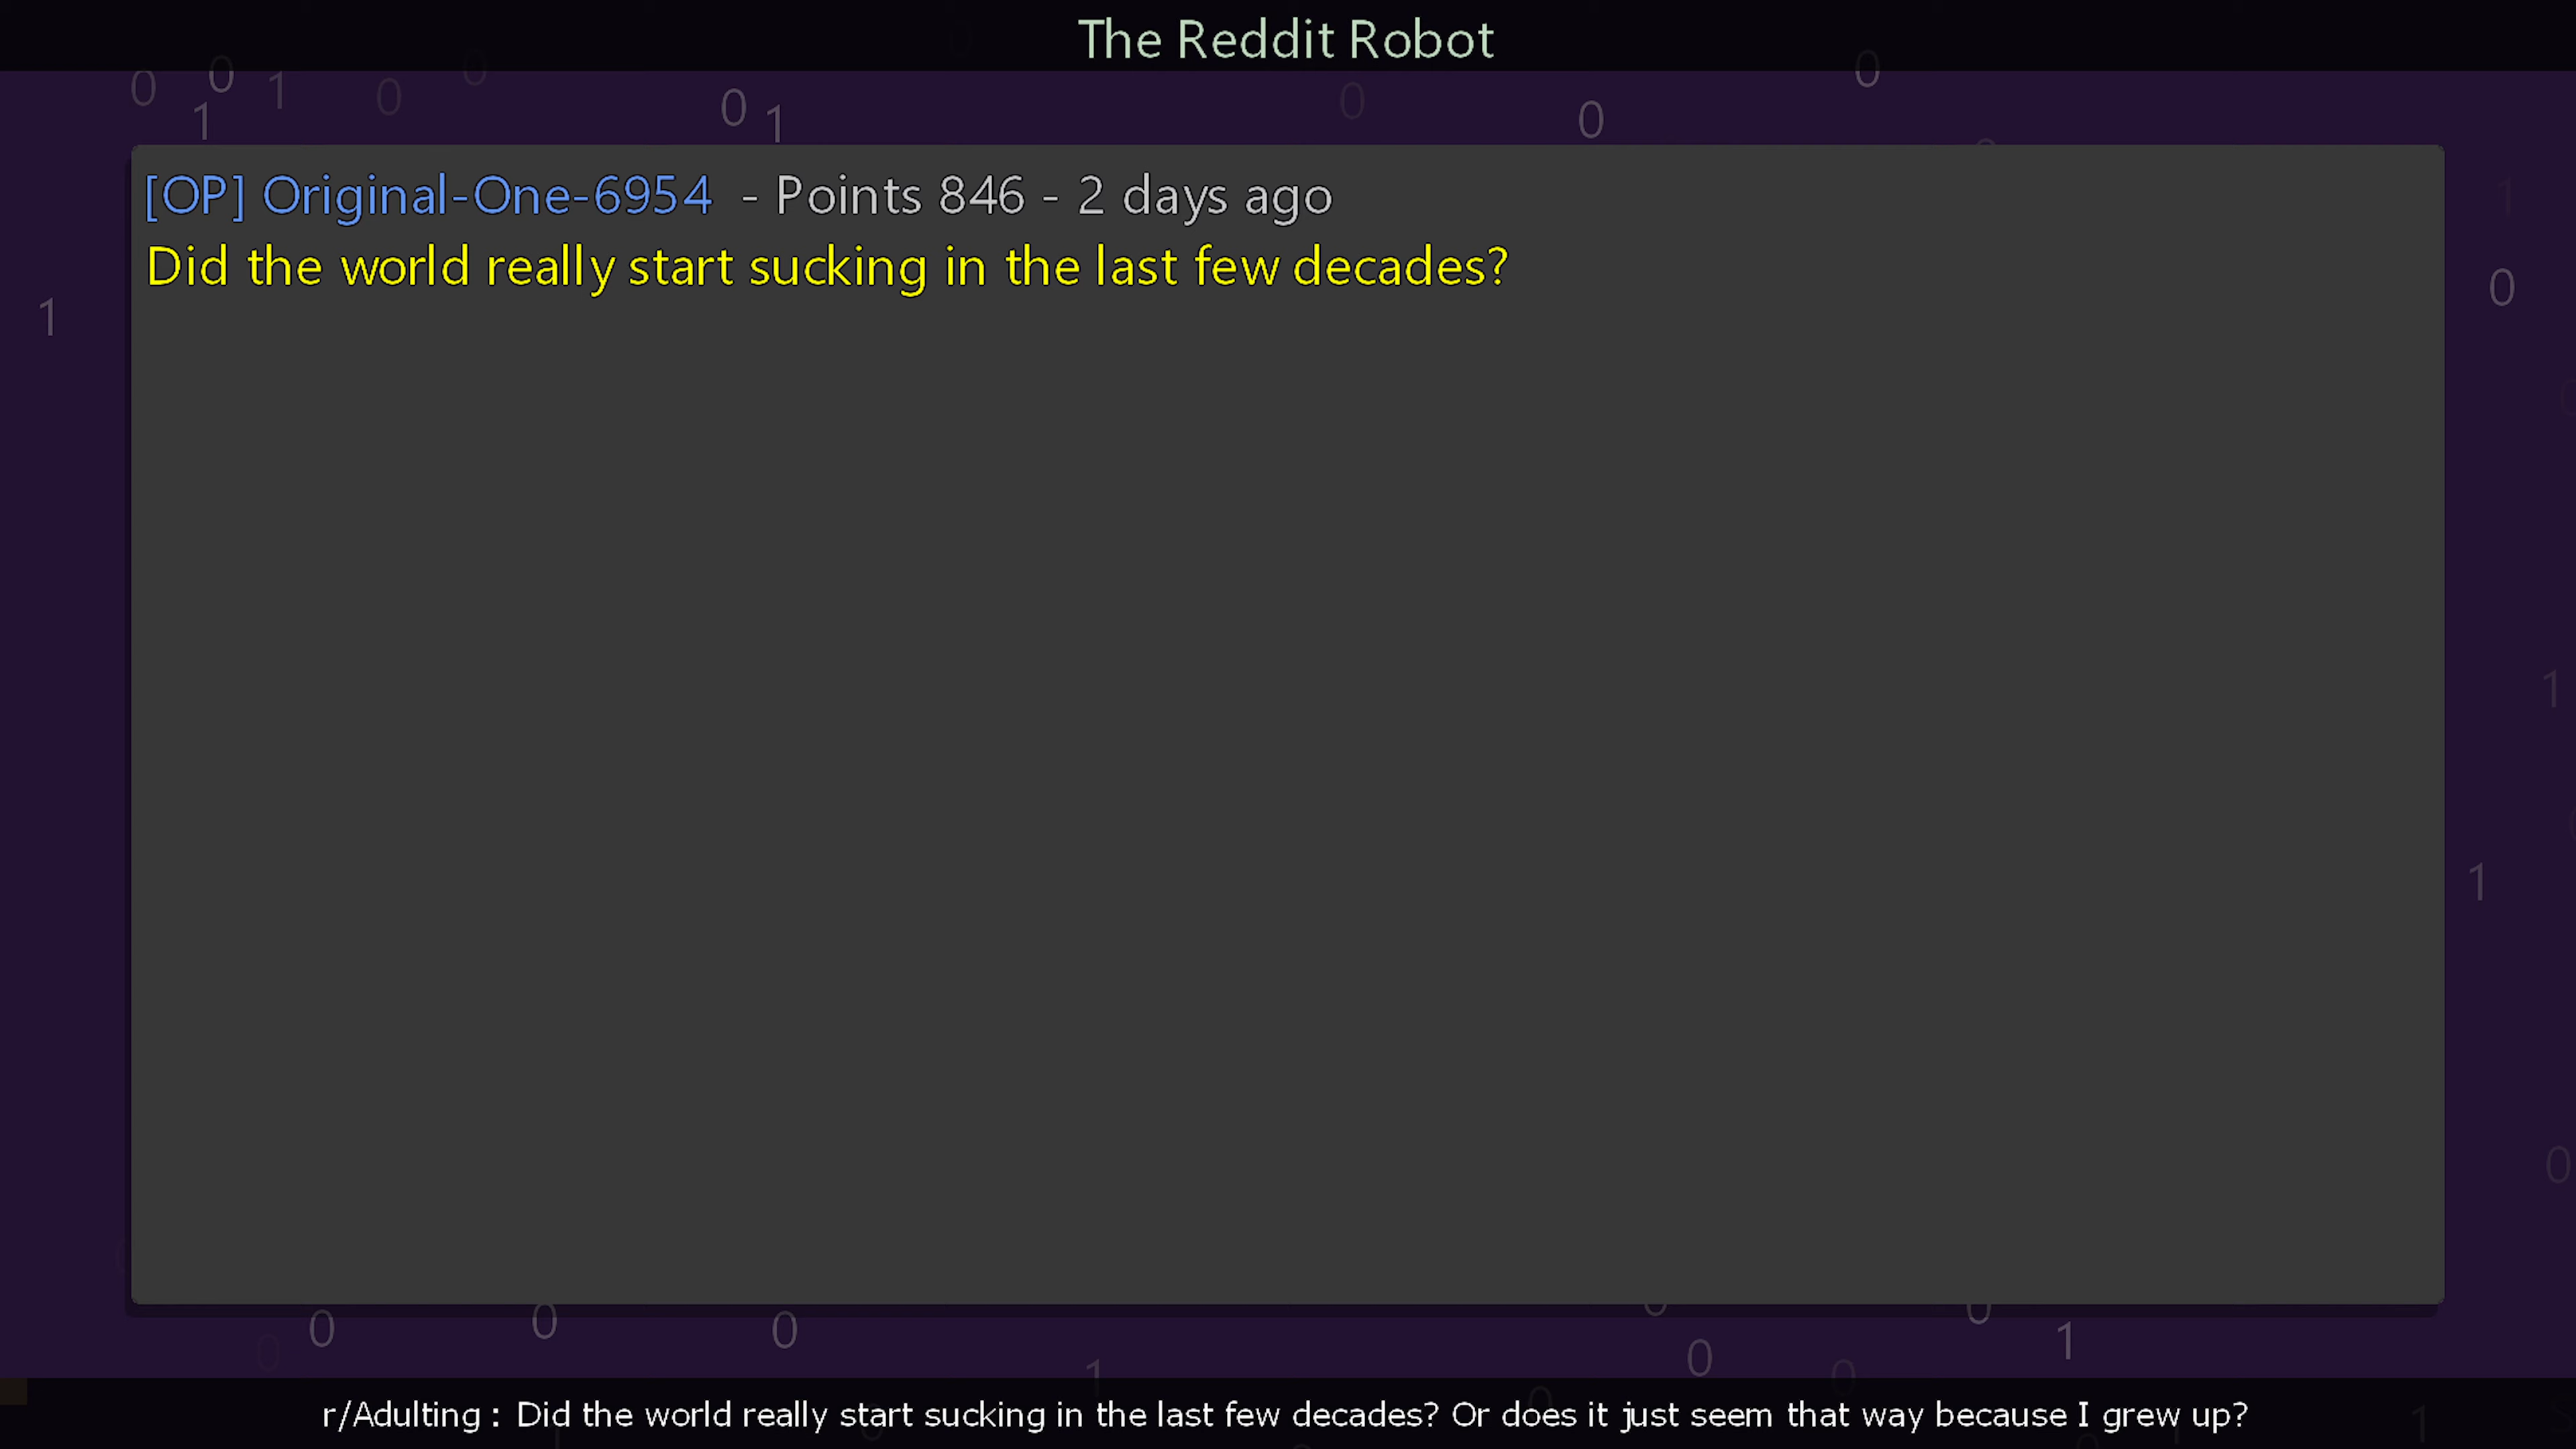 The Reddit Robot
[OP] Original-One-6954 - Points 846 - 2 days ago
Did the world really start sucking in the last few decades?
r/Adulting : Did the world really start sucking in the last few decades? Or does it just seem that way because I grew up?